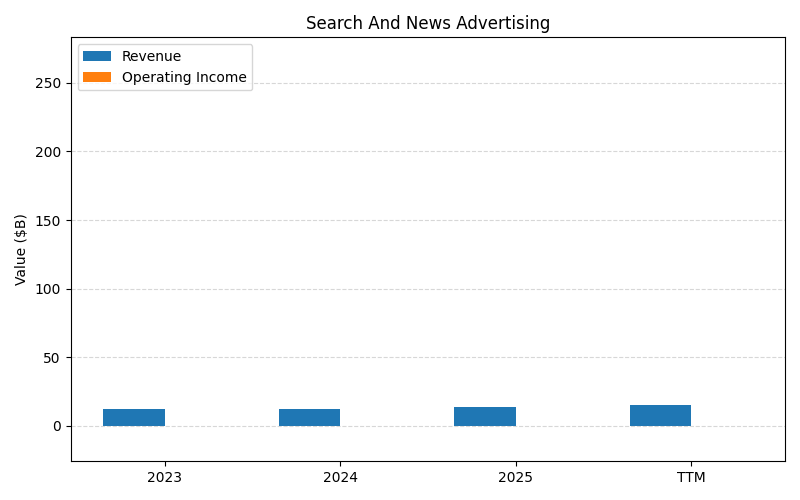 Search And News Advertising
Revenue
Operating Income
250
200
150
100
50
0
Value ($B)
2023
2024
2025
TTM